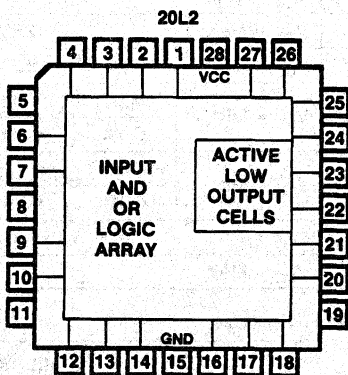 20L2
4 3 2 1 28 27 26
VCC
5 25
6 24
7 23
8 22
9 21
10 20
11 19
INPUT
AND
OR
LOGIC
ARRAY
ACTIVE
LOW
OUTPUT
CELLS
GND
12 13 14 15 16 17 18